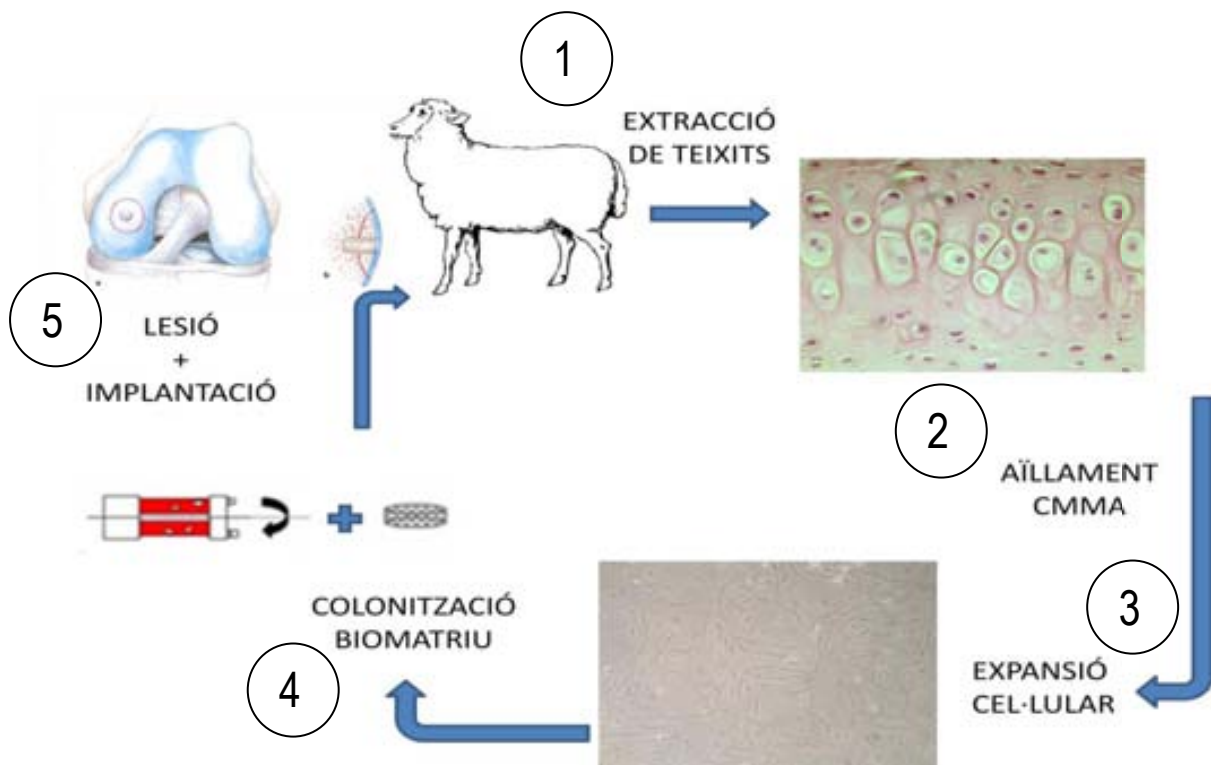 1
EXTRACCIÓ
DE TEIXITS
2
AÏLLAMENT
CMMA
3
EXPANSIÓ
CEL·LULAR
4
COLONITZACIÓ
BIOMATRIU
5
LESIÓ
+
IMPLANTACIÓ